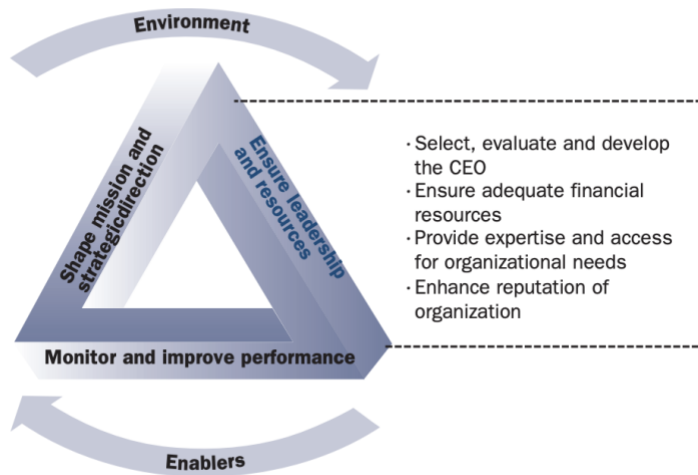 Environment
Shape mission and
strategicdirection
Ensure leadership
and resources
· Select, evaluate and develop
the CEO
· Ensure adequate financial
resources
· Provide expertise and access
for organizational needs
· Enhance reputation of
organization
Monitor and improve performance
Enablers